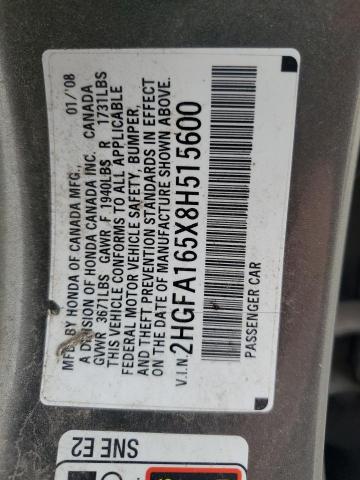 MFD. BY HONDA OF CANADA MFG., 01/'08
A DIVISION OF HONDA CANADA INC. CANADA
GVWR 3671LBS GAWR F 1940LBS R 1731LBS
THIS VEHICLE CONFORMS TO ALL APPLICABLE
FEDERAL MOTOR VEHICLE SAFETY, BUMPER,
AND THEFT PREVENTION STANDARDS IN EFFECT
ON THE DATE OF MANUFACTURE SHOWN ABOVE.
V.I.N. 2HGFA165X8H515600
PASSENGER CAR
SNE E2